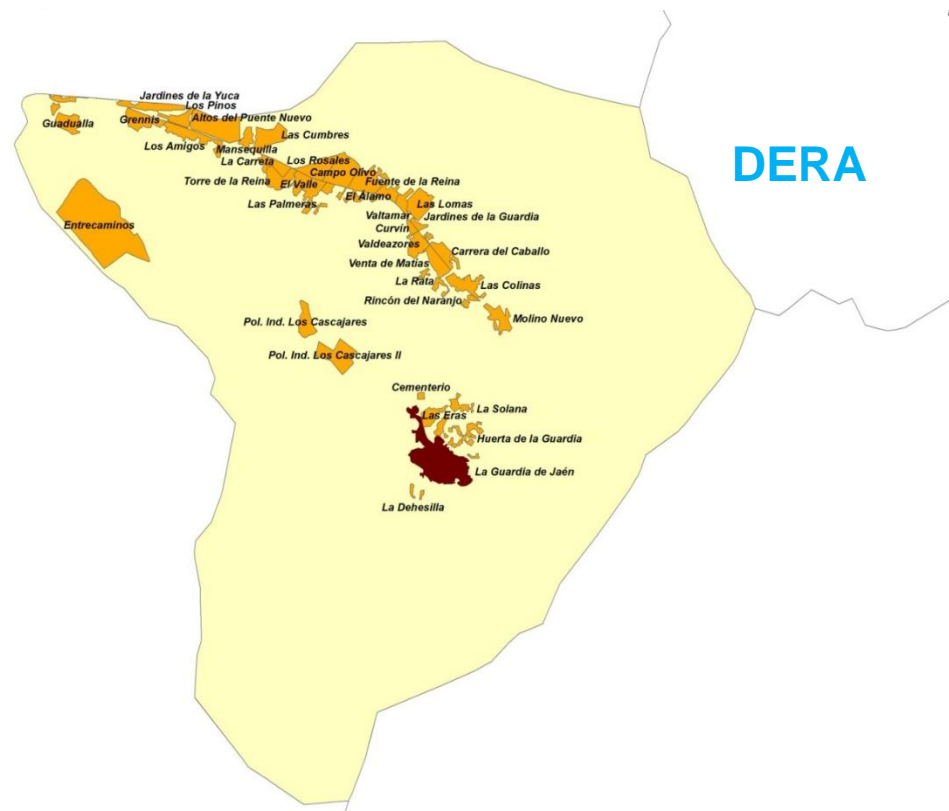 DERA
Jardines de la Yuca
Los Pinos
Guadualla
Grennis
Altos del Puente Nuevo
Las Cumbres
Los Amigos
Mansequilla
La Carreta
Los Rosales
Campo Olivo
Torre de la Reina
El Valle
Fuente de la Reina
El Álamo
Las Palmeras
Las Lomas
Valtamar
Jardines de la Guardia
Entrecaminos
Curvín
Valdeazores
Carrera del Caballo
Venta de Matías
La Rata
Las Colinas
Rincón del Naranjo
Molino Nuevo
Pol. Ind. Los Cascajares
Pol. Ind. Los Cascajares II
Cementerio
La Solana
Las Eras
Huerta de la Guardia
La Guardia de Jaén
La Dehesilla